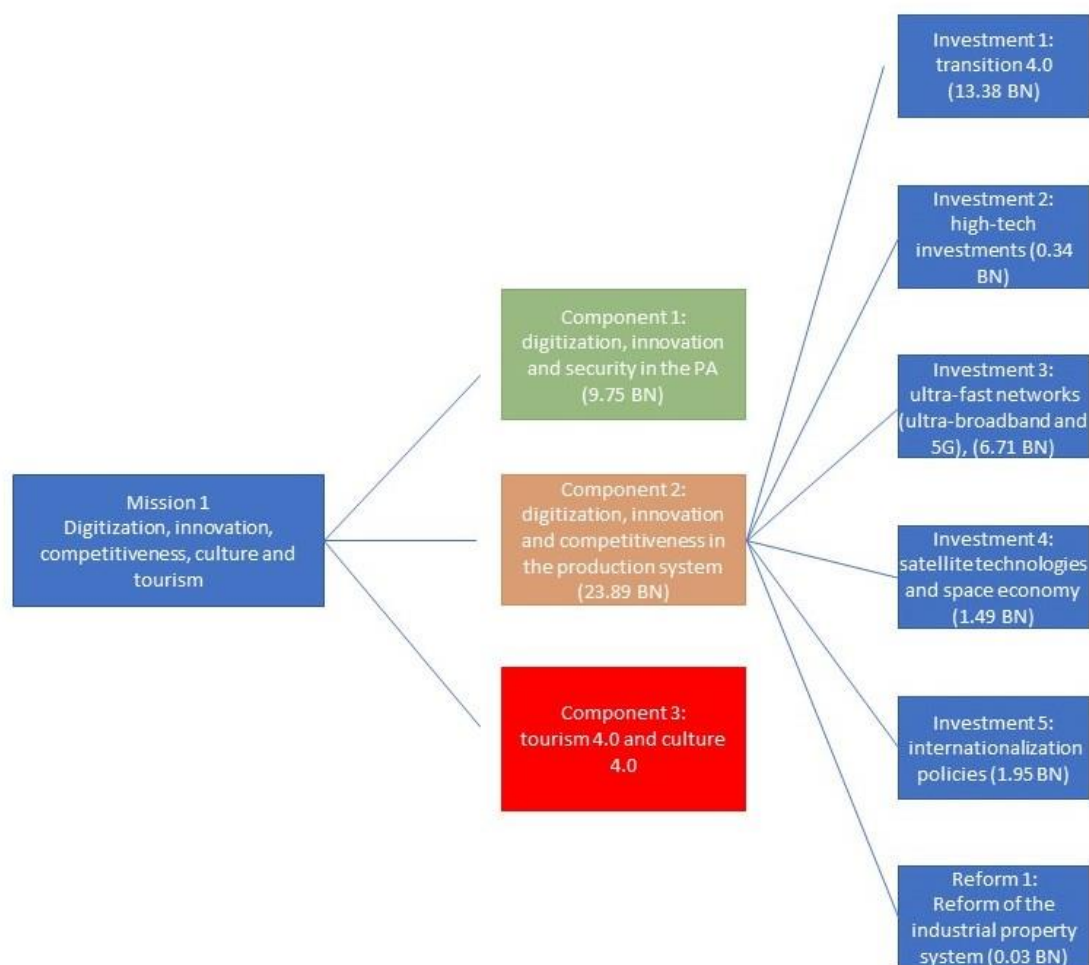 Mission 1
Digitization, innovation,
competitiveness, culture and
tourism
Component 1:
digitization, innovation
and security in the PA
(9.75 BN)
Component 2:
digitization, innovation
and competitiveness in
the production system
(23.89 BN)
Component 3:
tourism 4.0 and culture
4.0
Investment 1:
transition 4.0
(13.38 BN)
Investment 2:
high-tech
investments (0.34
BN)
Investment 3:
ultra-fast networks
(ultra-broadband and
5G), (6.71 BN)
Investment 4:
satellite technologies
and space economy
(1.49 BN)
Investment 5:
internationalization
policies (1.95 BN)
Reform 1:
Reform of the
industrial property
system (0.03 BN)